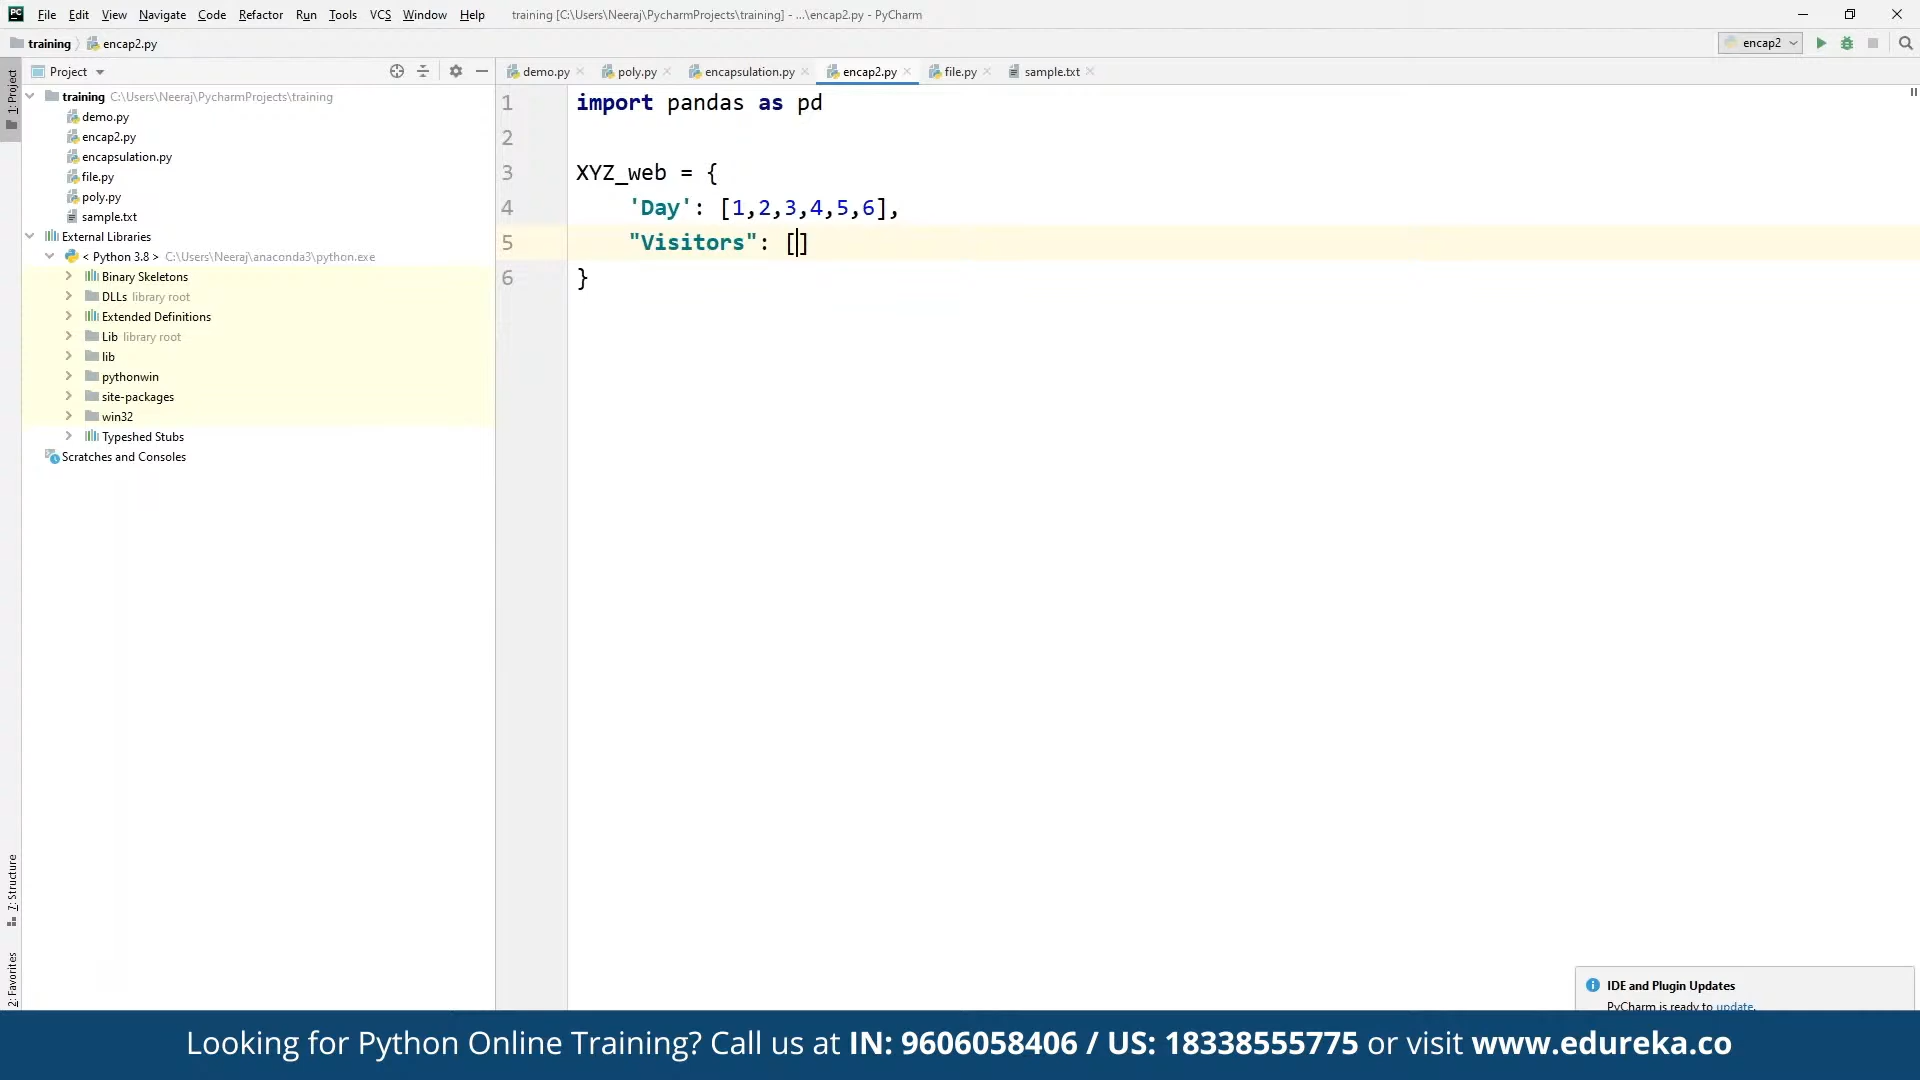 PC File Edit View Navigate Code Refactor Run Tools VCS Window Help training [C:\Users\Neeraj\PycharmProjects\training] - ...\encap2.py - PyCharm
training encap2.py encap2
1: Project
Project demo.py poly.py encapsulation.py encap2.py file.py sample.txt
training C:\Users\Neeraj\PycharmProjects\training
demo.py
encap2.py
encapsulation.py
file.py
poly.py
sample.txt
External Libraries
< Python 3.8 > C:\Users\Neeraj\anaconda3\python.exe
Binary Skeletons
DLLs library root
Extended Definitions
Lib library root
lib
pythonwin
site-packages
win32
Typeshed Stubs
Scratches and Consoles
7: Structure
2: Favorites
1 import pandas as pd
2
3 XYZ_web = {
4 'Day': [1,2,3,4,5,6],
5 "Visitors": []
6 }
IDE and Plugin Updates
PyCharm is ready to update.
Looking for Python Online Training? Call us at IN: 9606058406 / US: 18338555775 or visit www.edureka.co